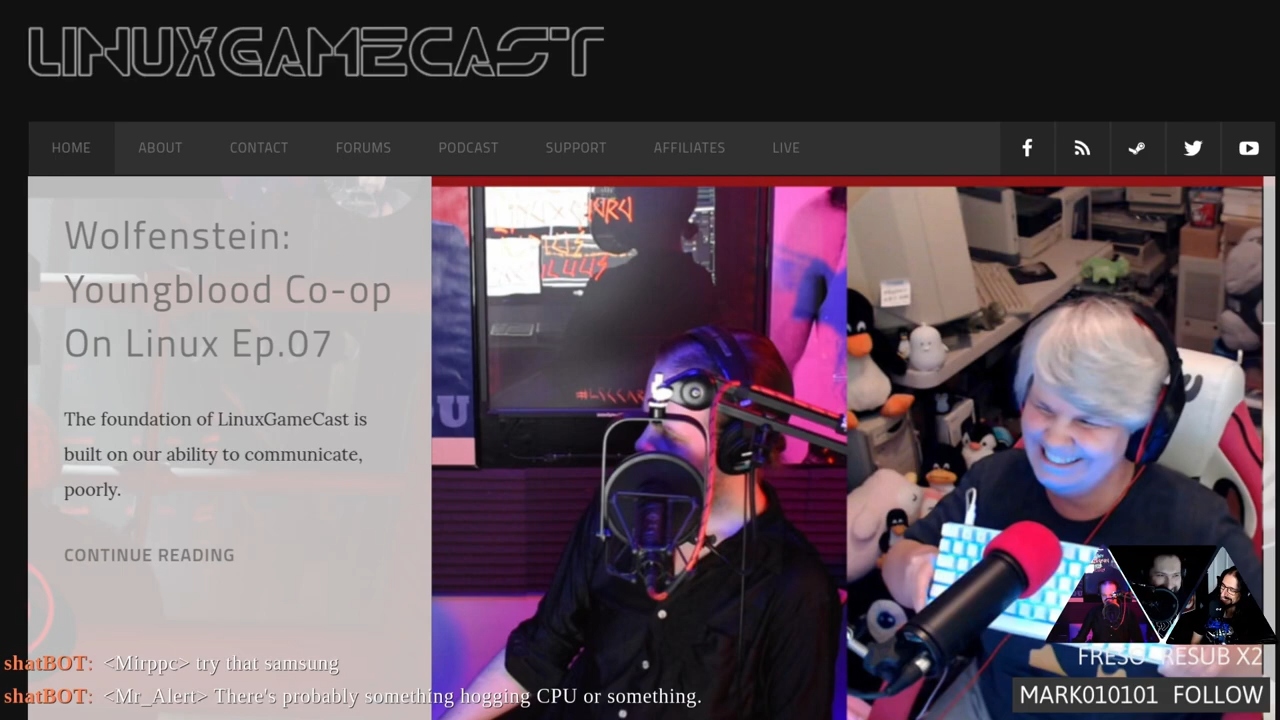 LINUXGAMECAST
HOME ABOUT CONTACT FORUMS PODCAST SUPPORT AFFILIATES LIVE
Wolfenstein:
Youngblood Co-op
On Linux Ep.07
The foundation of LinuxGameCast is
built on our ability to communicate,
poorly.
CONTINUE READING
U
shatBOT: <Mirppc> try that samsung
shatBOT: <Mr_Alert> There's probably something hogging CPU or something.
FRESO RESUB X2
MARK010101 FOLLOW